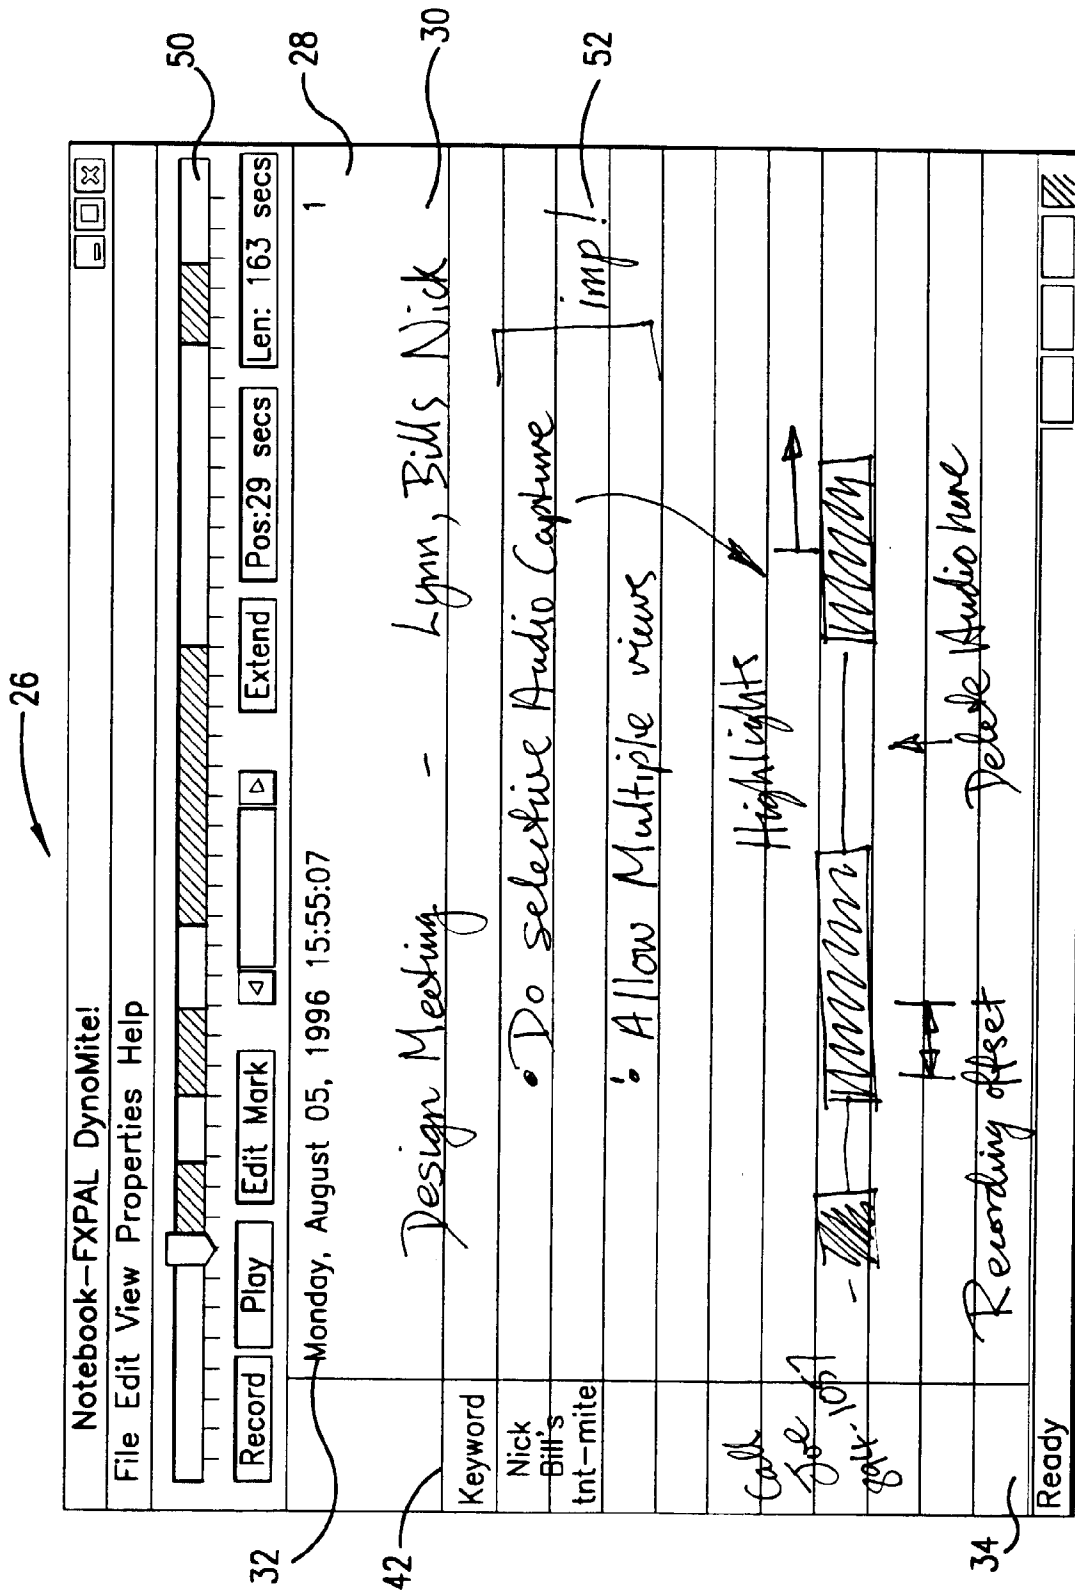 26
Notebook-FXPAL DynoMite!
File Edit View Properties Help
50
Record Play Edit Mark Extend Pos:29 secs Len: 163 secs
32
Monday, August 05, 1996 15:55:07
1
28
Design Meeting - Lynn, Bills Nick
30
42
Keyword
Nick
Bill's
tnt-mite
• Do selective Audio Capture
imp!
52
• Allow Multiple views
Highlights
Call
Joe
Delete Audio here
Recording offset
34
Ready